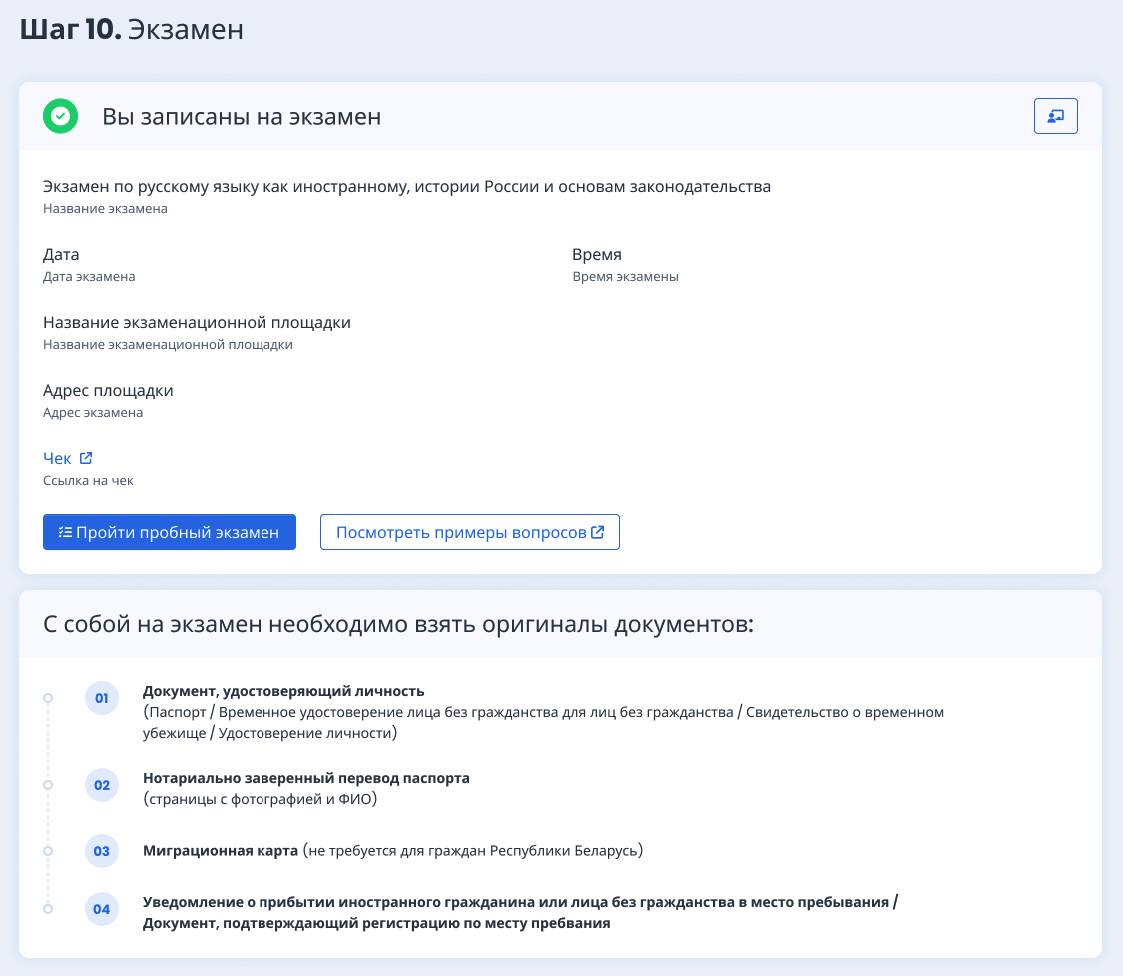 Шаг 10. Экзамен
Вы записаны на экзамен
Экзамен по русскому языку как иностранному, истории России и основам законодательства
Название экзамена
Дата
Дата экзамена
Время
Время экзамены
Название экзаменационной площадки
Название экзаменационной площадки
Адрес площадки
Адрес экзамена
Чек
Ссылка на чек
Пройти пробный экзамен
Посмотреть примеры вопросов
С собой на экзамен необходимо взять оригиналы документов:
01
Документ, удостоверяющий личность
(Паспорт / Временное удостоверение лица без гражданства для лиц без гражданства / Свидетельство о временном
убежище / Удостоверение личности)
02
Нотариально заверенный перевод паспорта
(страницы с фотографией и ФИО)
03
Миграционная карта (не требуется для граждан Республики Беларусь)
04
Уведомление о прибытии иностранного гражданина или лица без гражданства в место пребывания /
Документ, подтверждающий регистрацию по месту пребвания